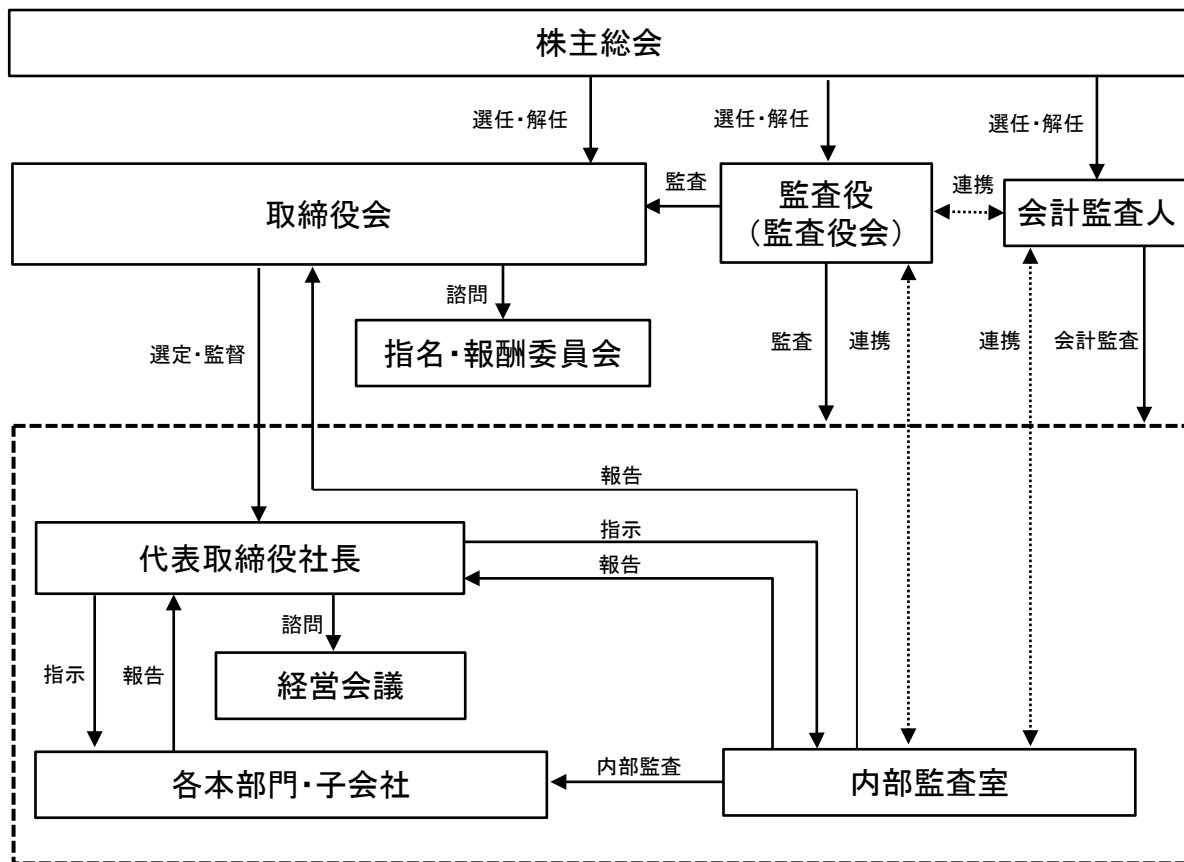 株主総会
選任・解任
選任・解任
選任・解任
取締役会
監査
監査役
（監査役会）
連携
会計監査人
諮問
選定・監督
指名・報酬委員会
監査
連携
連携
会計監査
報告
指示
代表取締役社長
報告
諮問
指示
報告
経営会議
各本部門・子会社
内部監査
内部監査室